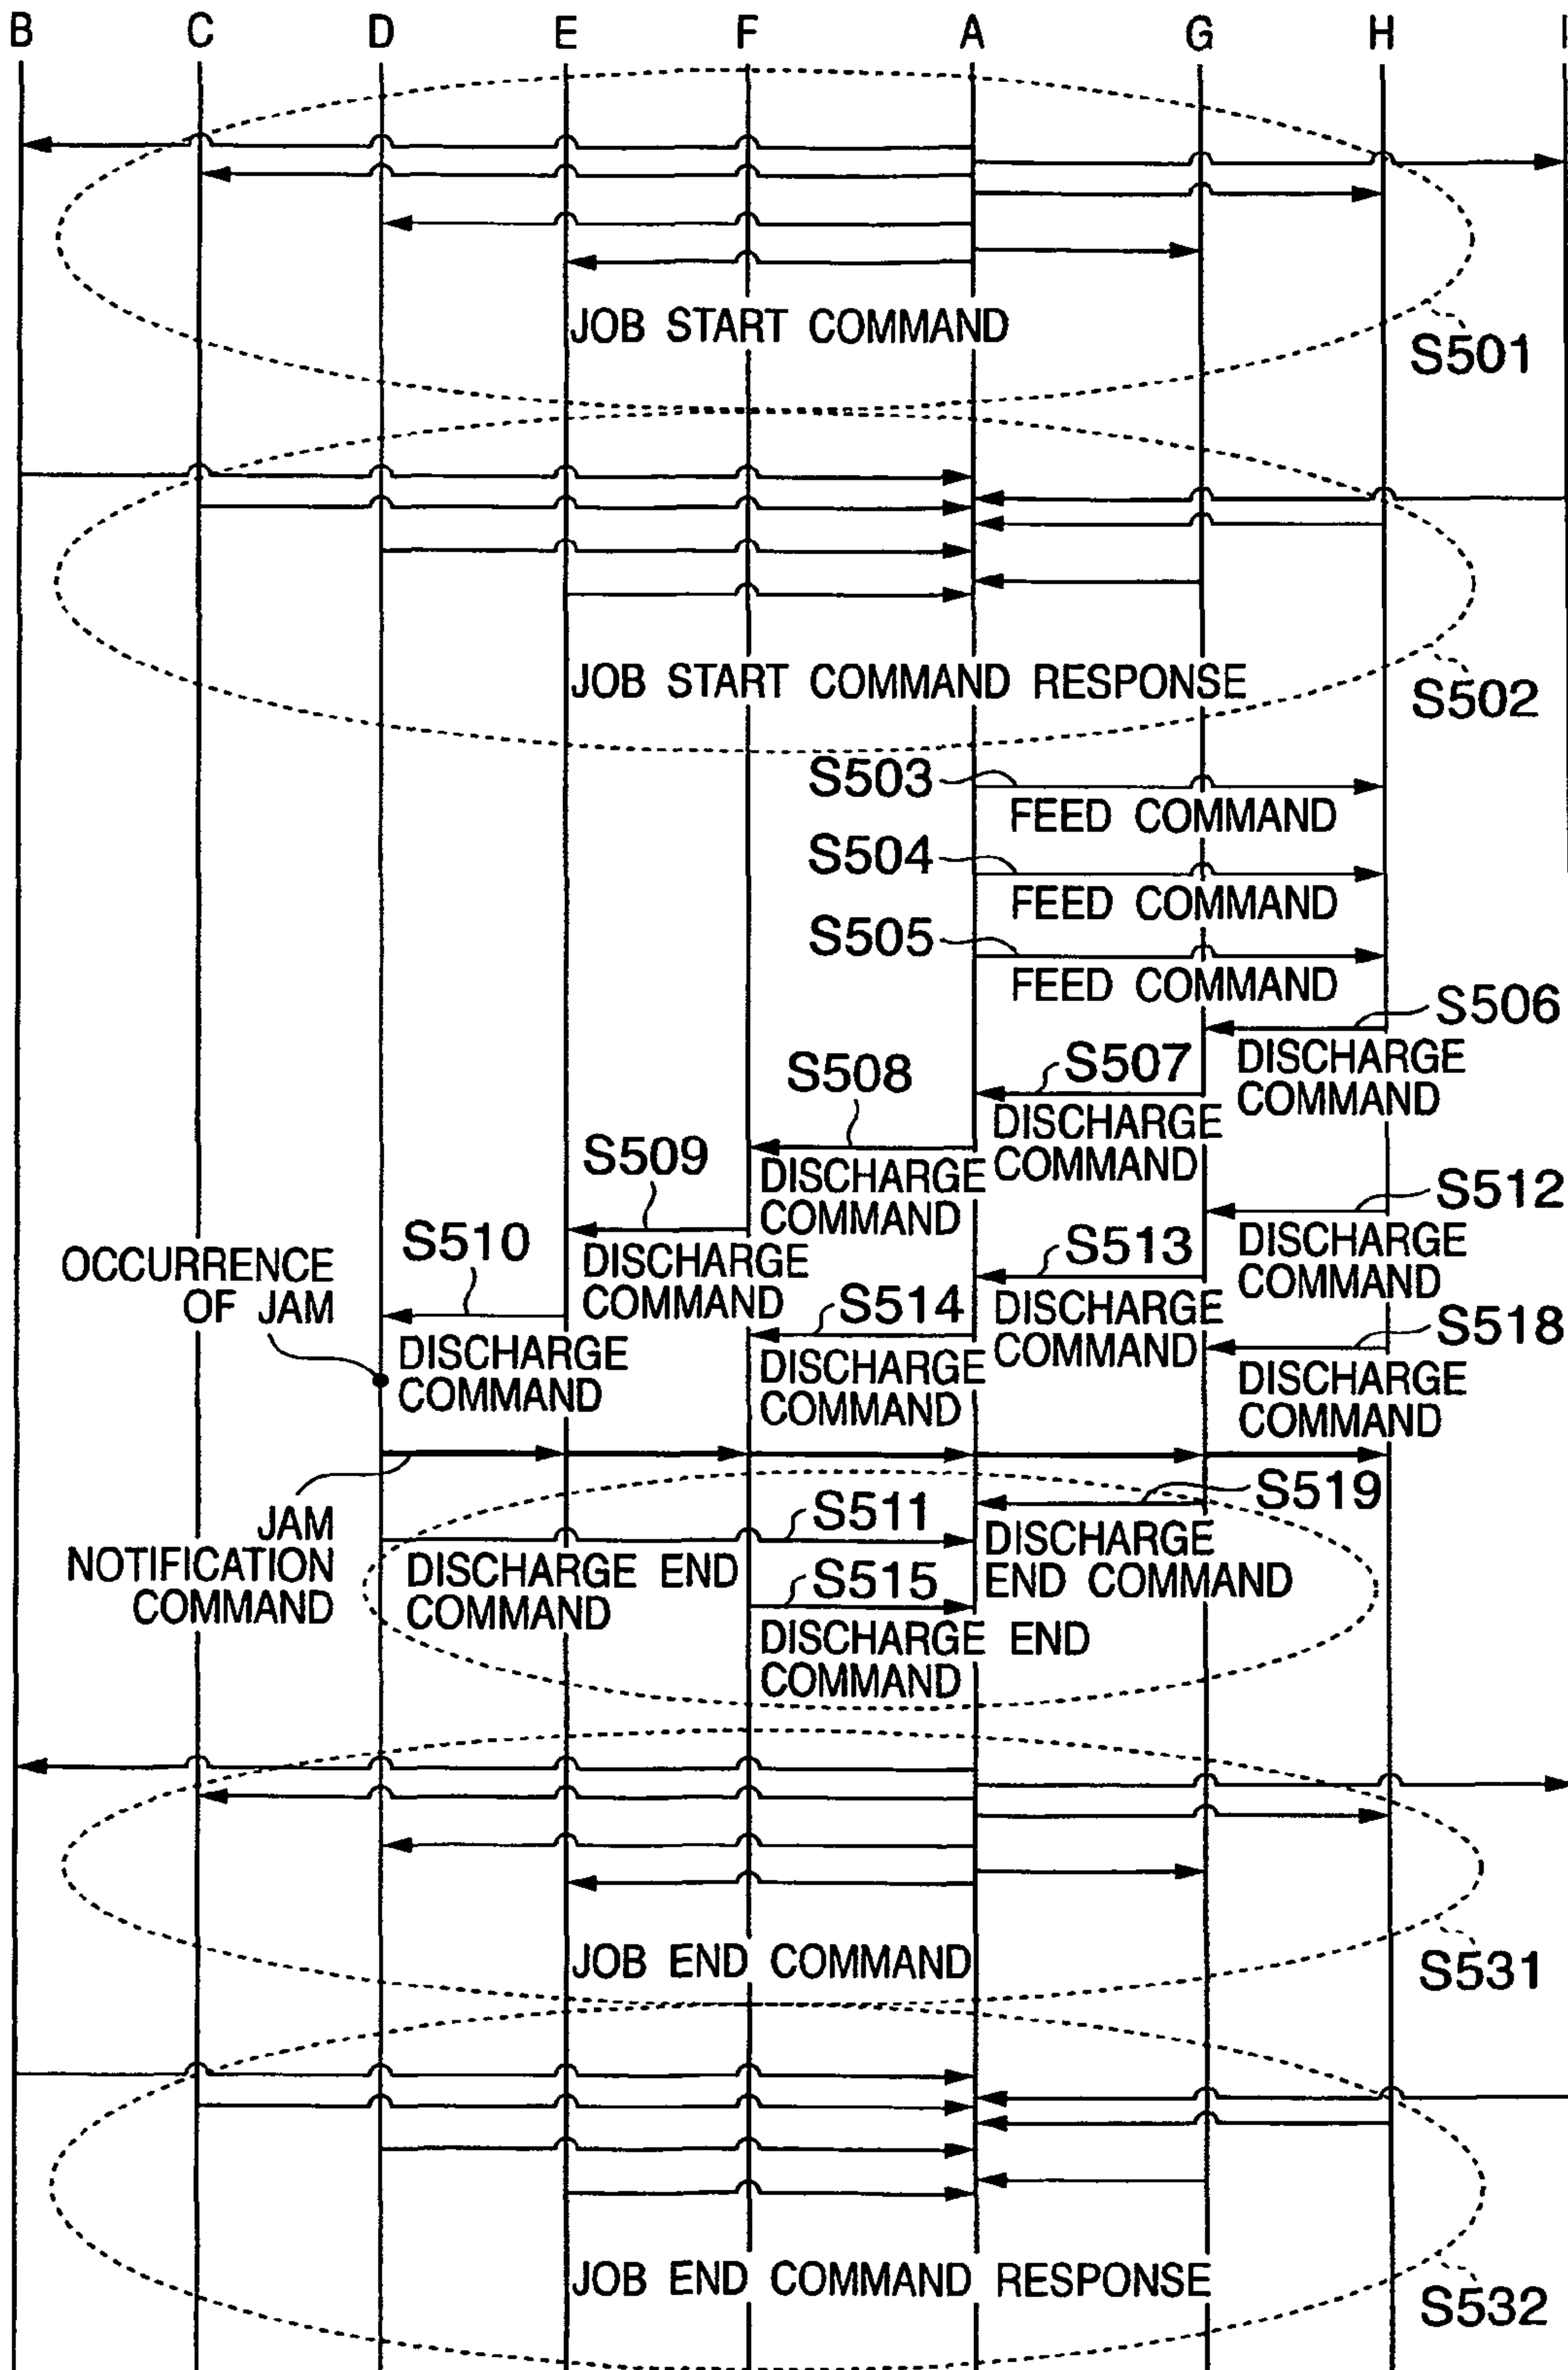 B C D E F A G H
JOB START COMMAND
S501
JOB START COMMAND RESPONSE
S502
S503
FEED COMMAND
S504
FEED COMMAND
S505
FEED COMMAND
S506
DISCHARGE
COMMAND
S507
DISCHARGE
COMMAND
S508
DISCHARGE
COMMAND
S509
DISCHARGE
COMMAND
S510
DISCHARGE
COMMAND
OCCURRENCE
OF JAM
S512
DISCHARGE
COMMAND
S513
DISCHARGE
COMMAND
S514
DISCHARGE
COMMAND
S518
DISCHARGE
COMMAND
JAM
NOTIFICATION
COMMAND
S519
DISCHARGE
END COMMAND
S511
DISCHARGE END
COMMAND
S515
DISCHARGE END
COMMAND
JOB END COMMAND
S531
JOB END COMMAND RESPONSE
S532